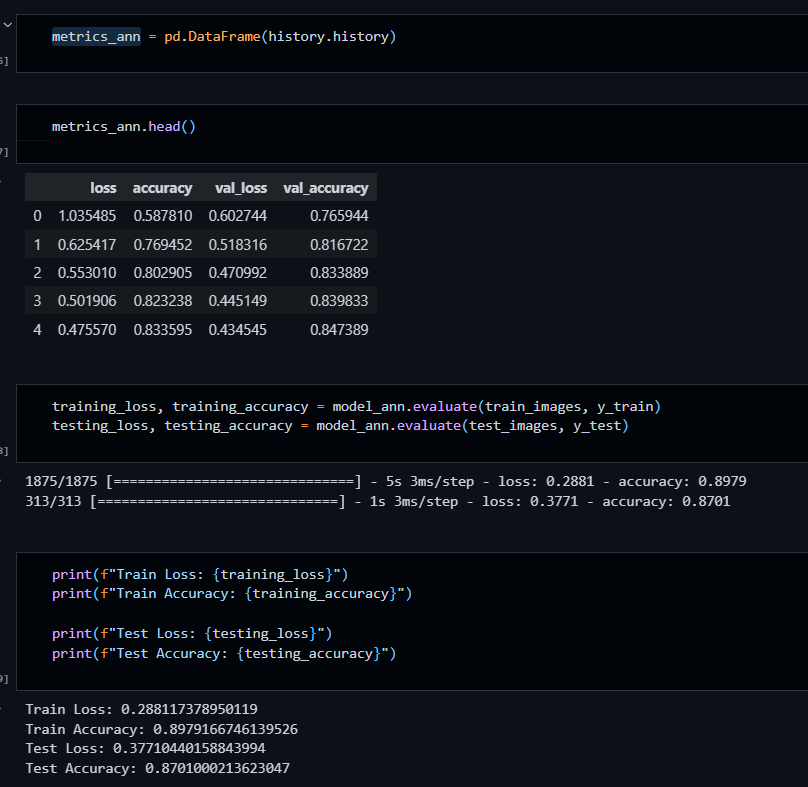 metrics_ann = pd.DataFrame(history.history)
metrics_ann.head()
loss accuracy val_loss val_accuracy
0 1.035485 0.587810 0.602744 0.765944
1 0.625417 0.769452 0.518316 0.816722
2 0.553010 0.802905 0.470992 0.833889
3 0.501906 0.823238 0.445149 0.839833
4 0.475570 0.833595 0.434545 0.847389
training_loss, training_accuracy = model_ann.evaluate(train_images, y_train)
testing_loss, testing_accuracy = model_ann.evaluate(test_images, y_test)
1875/1875 [==============================] - 5s 3ms/step - loss: 0.2881 - accuracy: 0.8979
313/313 [==============================] - 1s 3ms/step - loss: 0.3771 - accuracy: 0.8701
print(f"Train Loss: {training_loss}")
print(f"Train Accuracy: {training_accuracy}")
print(f"Test Loss: {testing_loss}")
print(f"Test Accuracy: {testing_accuracy}")
Train Loss: 0.288117378950119
Train Accuracy: 0.8979166746139526
Test Loss: 0.37710440158843994
Test Accuracy: 0.8701000213623047